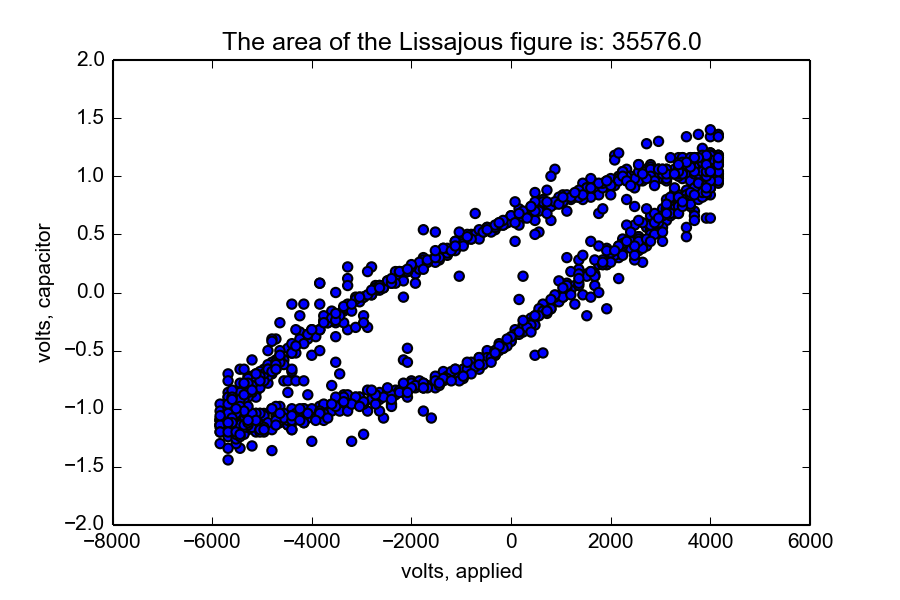 The area of the Lissajous figure is: 35576.0
2.0
1.5
1.0
0.5
0.0
−0.5
−1.0
−1.5
−2.0
volts, capacitor
−8000 −6000 −4000 −2000 0 2000 4000 6000
volts, applied